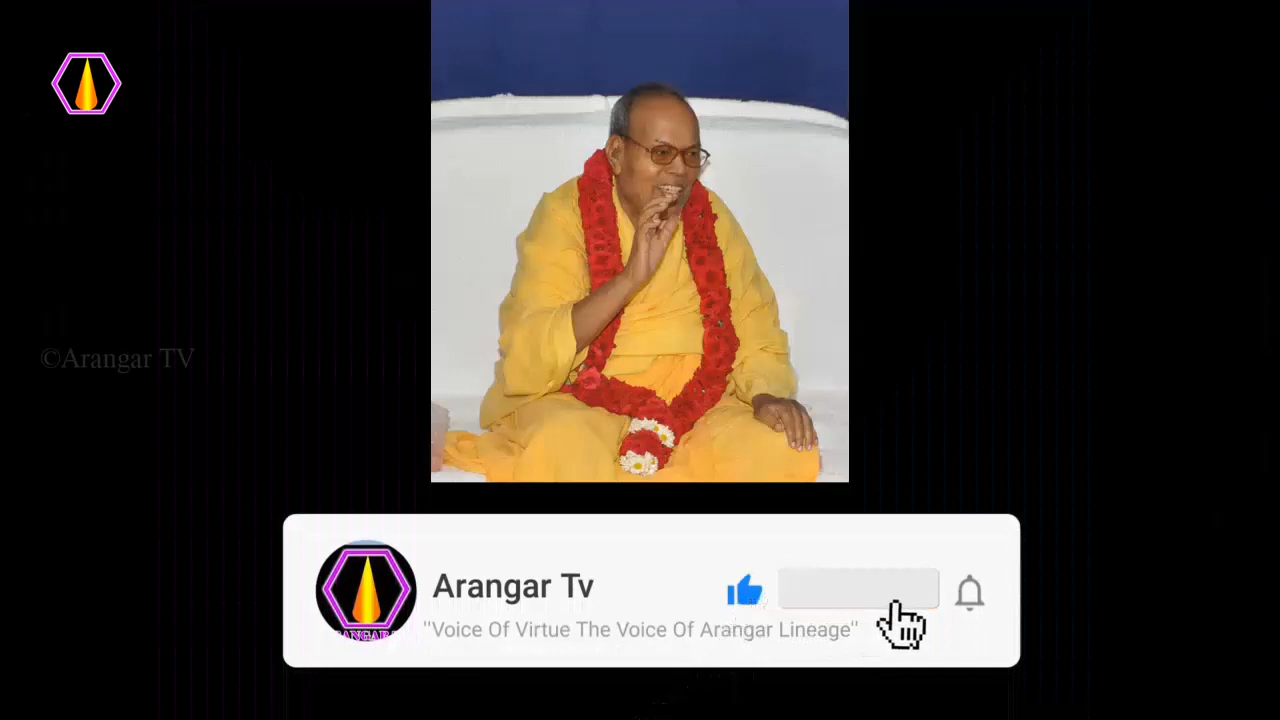 ©Arangar TV
Arangar Tv
"Voice Of Virtue The Voice Of Arangar Lineage"